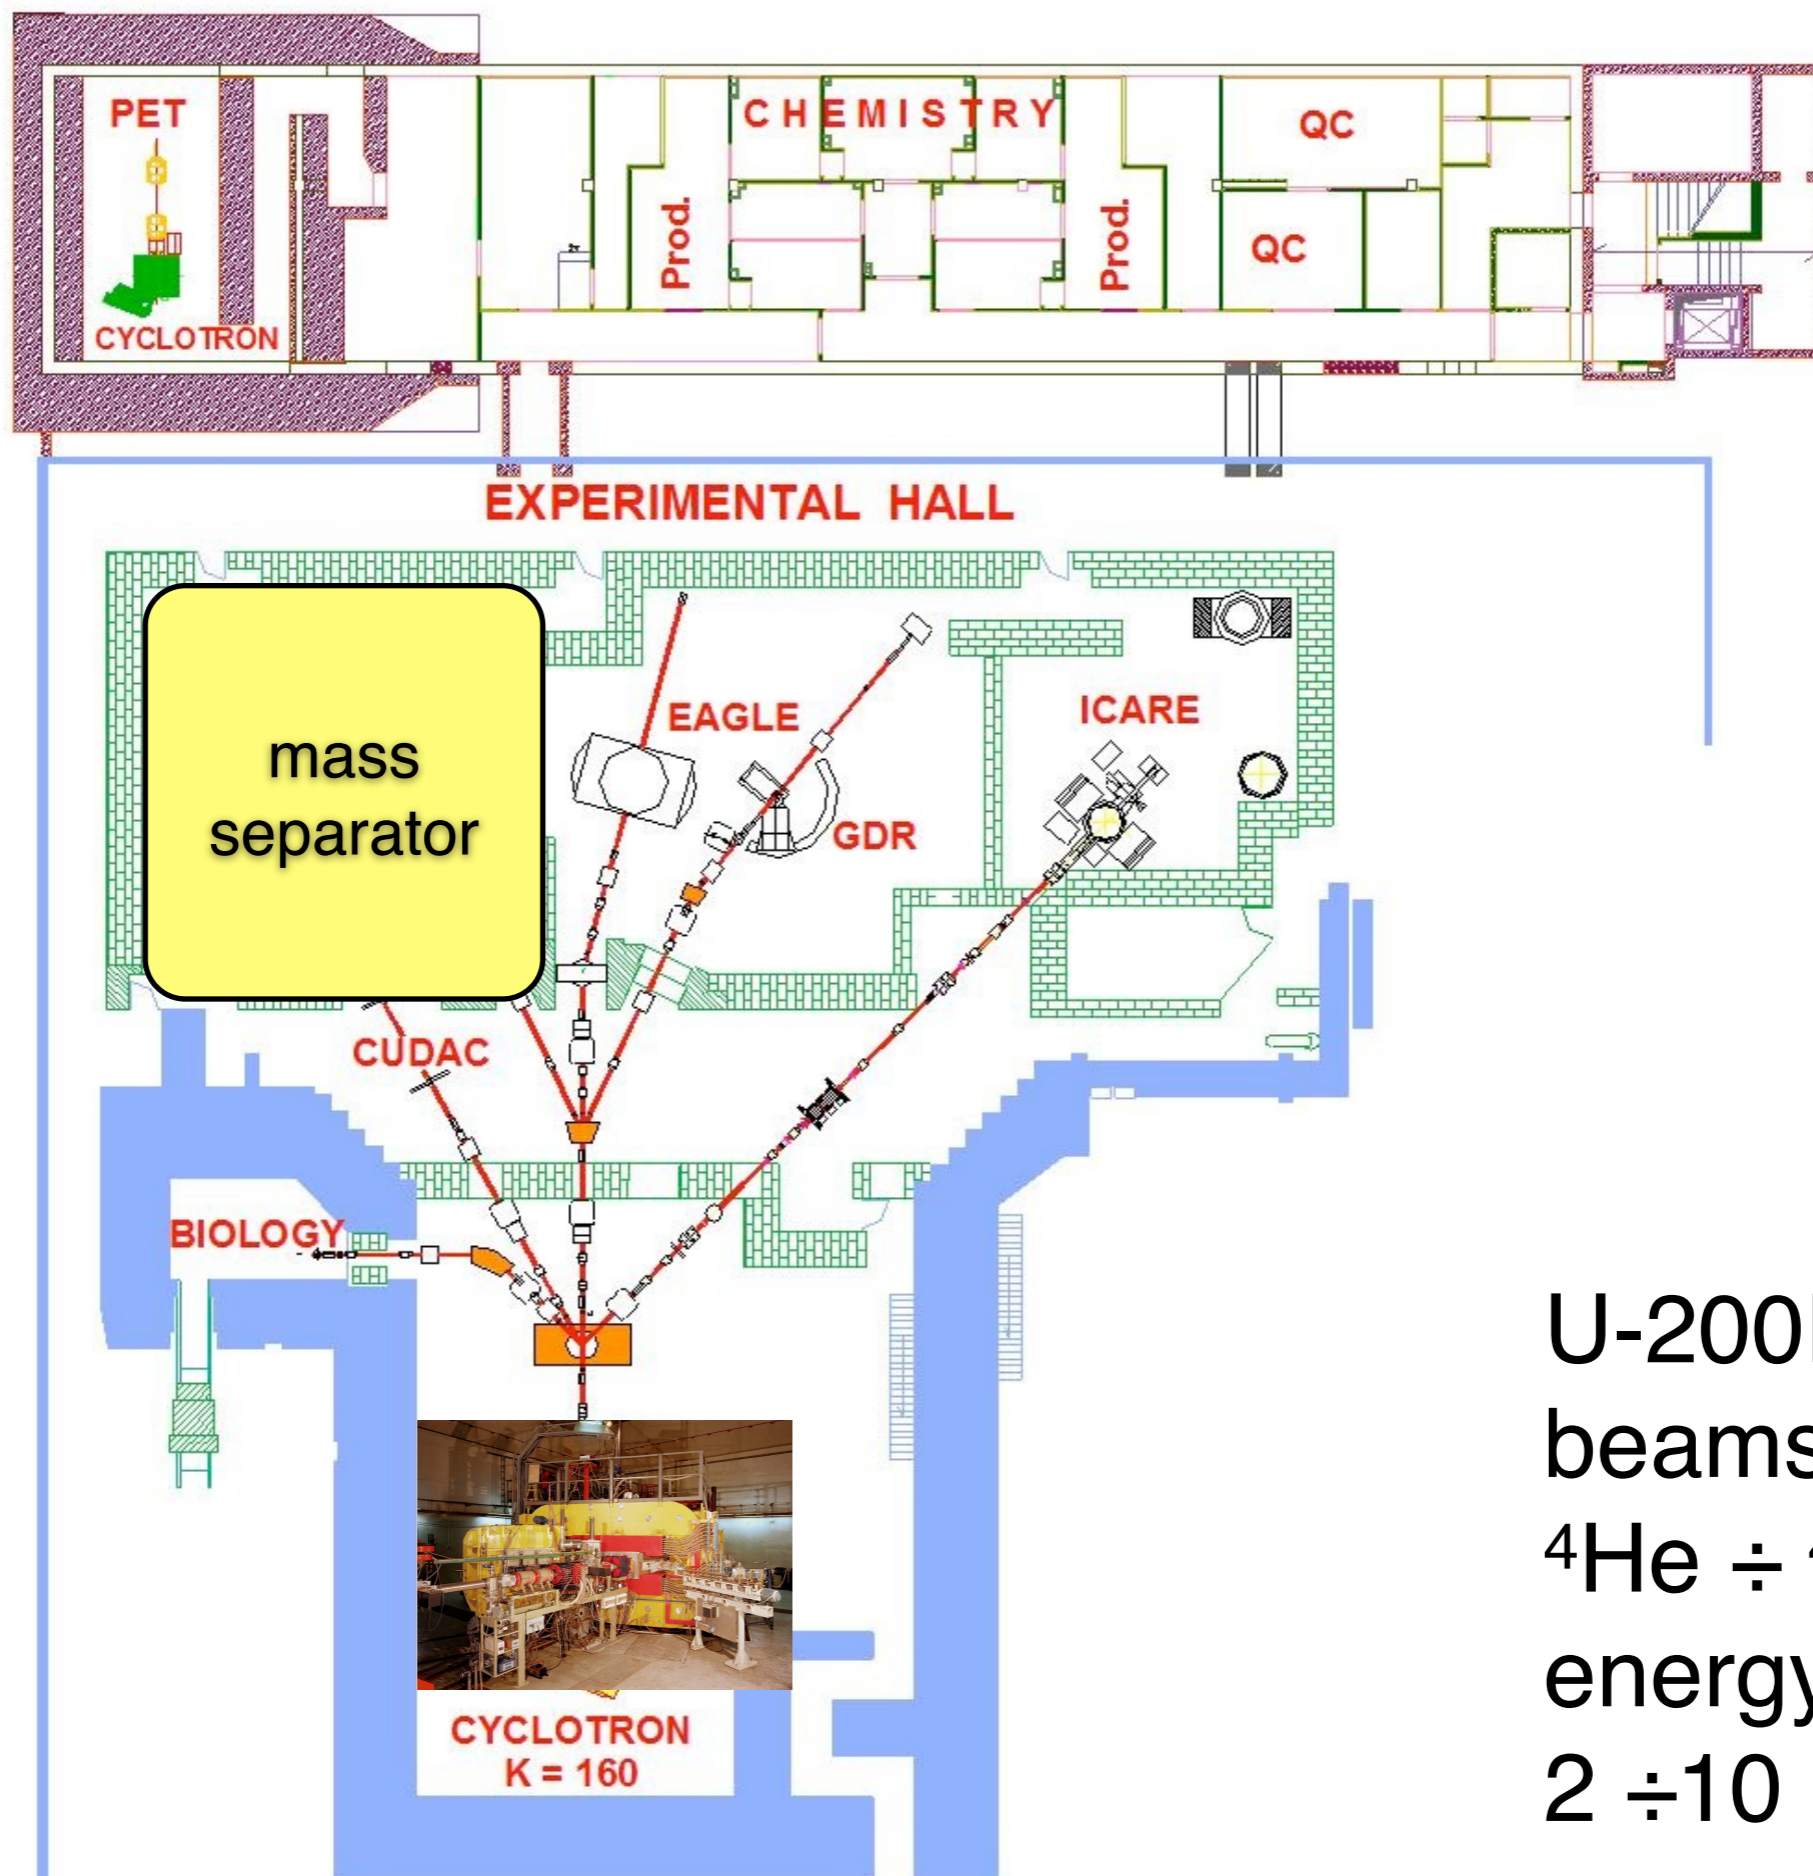 PET
CYCLOTRON
Prod.
CHEMISTRY
Prod.
QC
QC
EXPERIMENTAL HALL
mass
separator
EAGLE
GDR
ICARE
CUDAC
BIOLOGY
CYCLOTRON
K = 160
U-200
beams
⁴He ÷
energy
2 ÷10